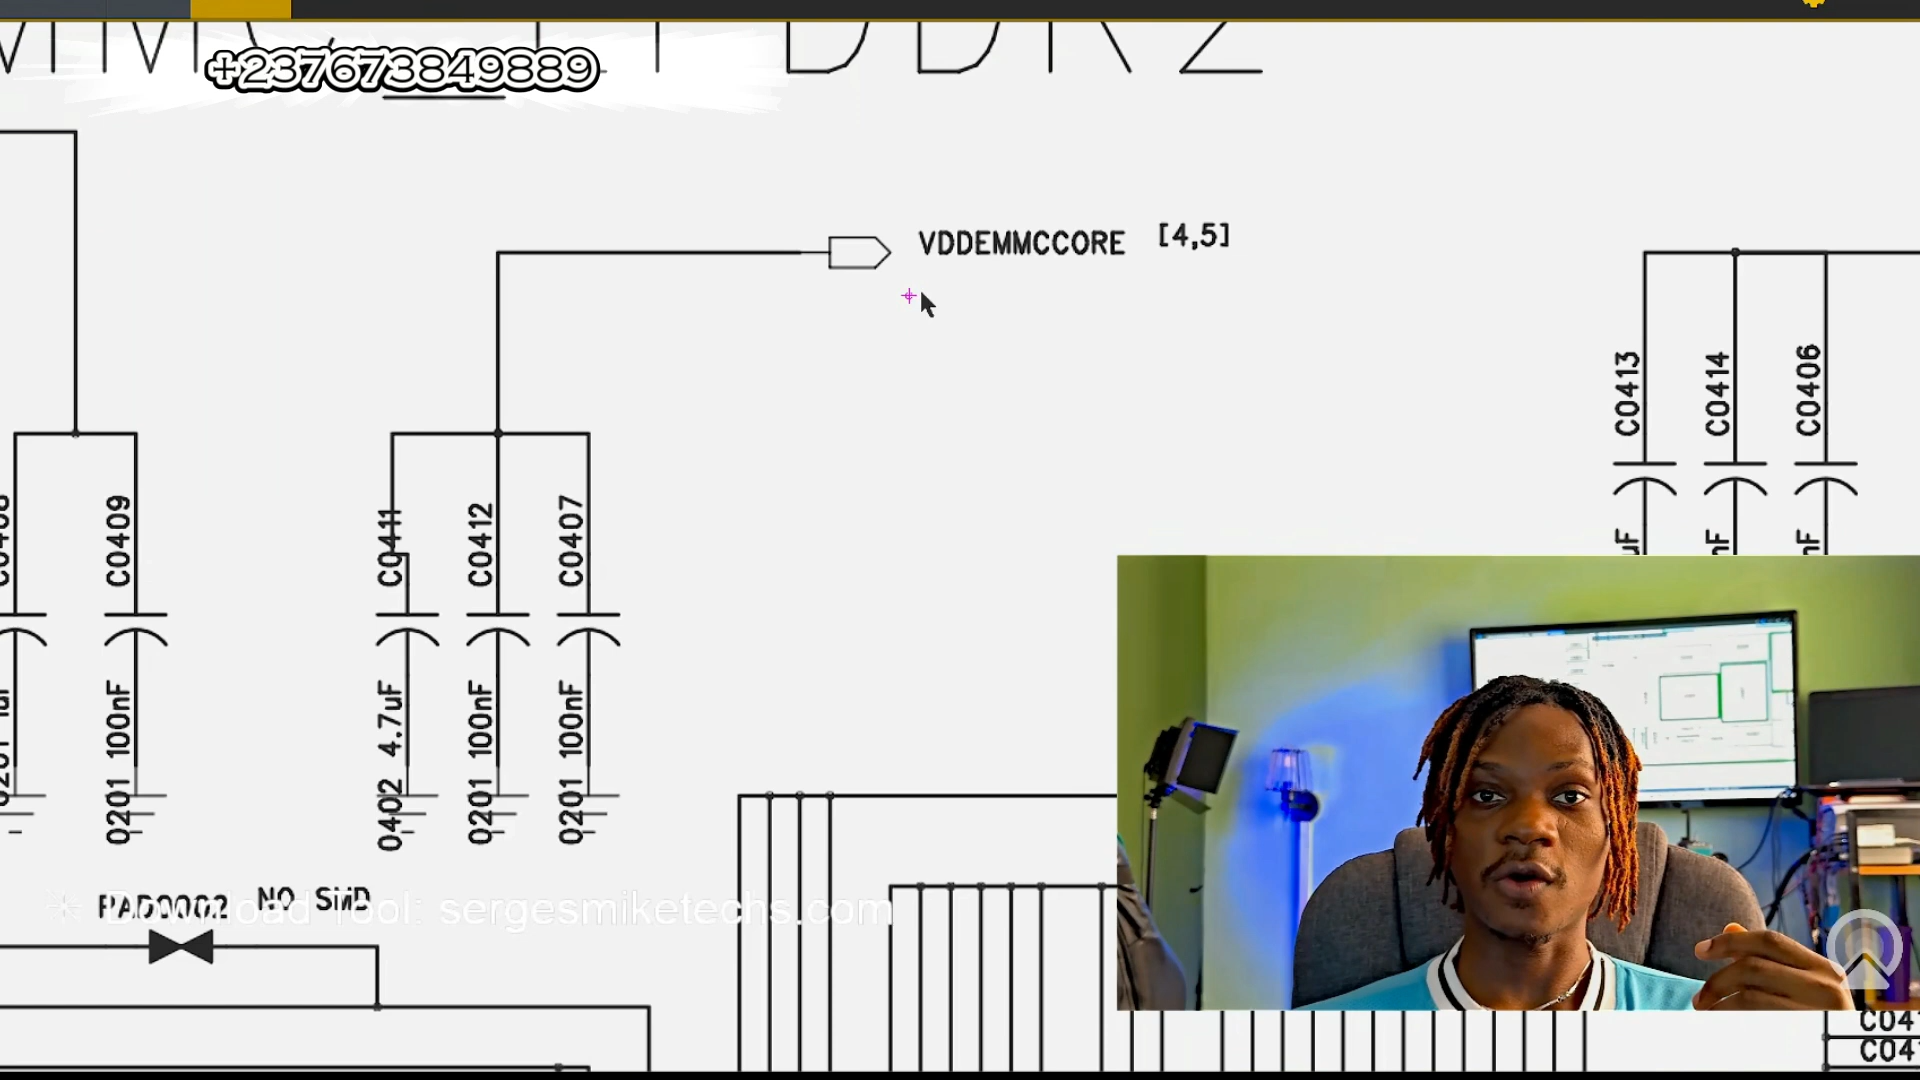 +237673849889
VDDEMMCCORE [4,5]
C0413
C0414
C0406
C0409
C0411
C0412
C0407
0201 100nF
0402 4.7uF
0201 100nF
0201 100nF
PAD0002 NO SMD
Download Tool: sergesmiketechs.com